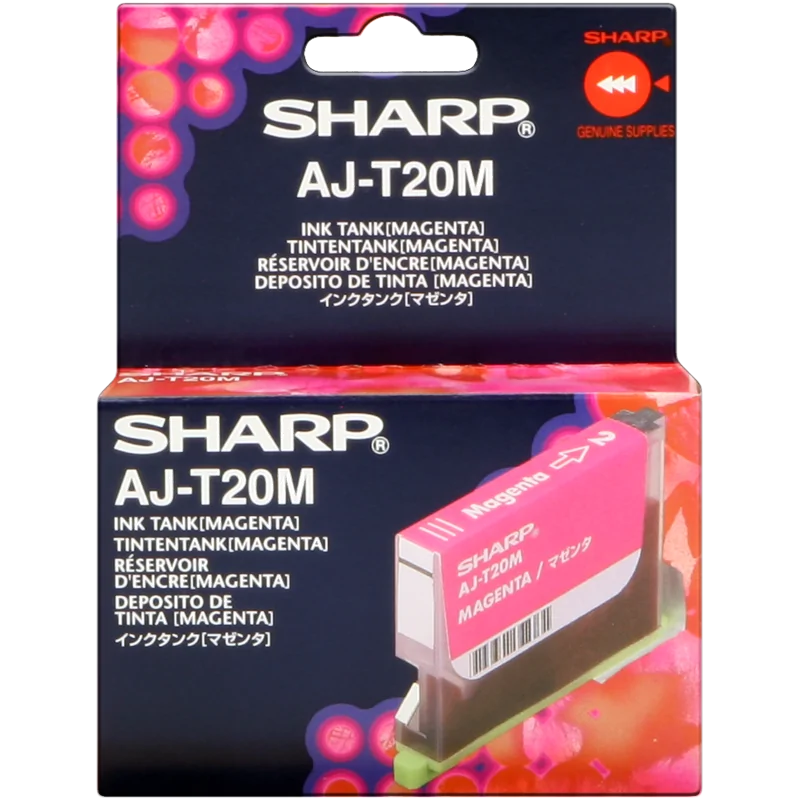 SHARP
GENUINE SUPPLIES
SHARP®
AJ-T20M
INK TANK[MAGENTA]
TINTENTANK[MAGENTA]
RÉSERVOIR D'ENCRE[MAGENTA]
DEPOSITO DE TINTA [MAGENTA]
インクタンク[マゼンタ]
AJ-T20M
SHARP®
AJ-T20M
INK TANK[MAGENTA]
TINTENTANK[MAGENTA]
RÉSERVOIR
D'ENCRE[MAGENTA]
DEPOSITO DE
TINTA [MAGENTA]
インクタンク[マゼンタ]
Magenta 2
SHARP®
AJ-T20M
MAGENTA / マゼンタ